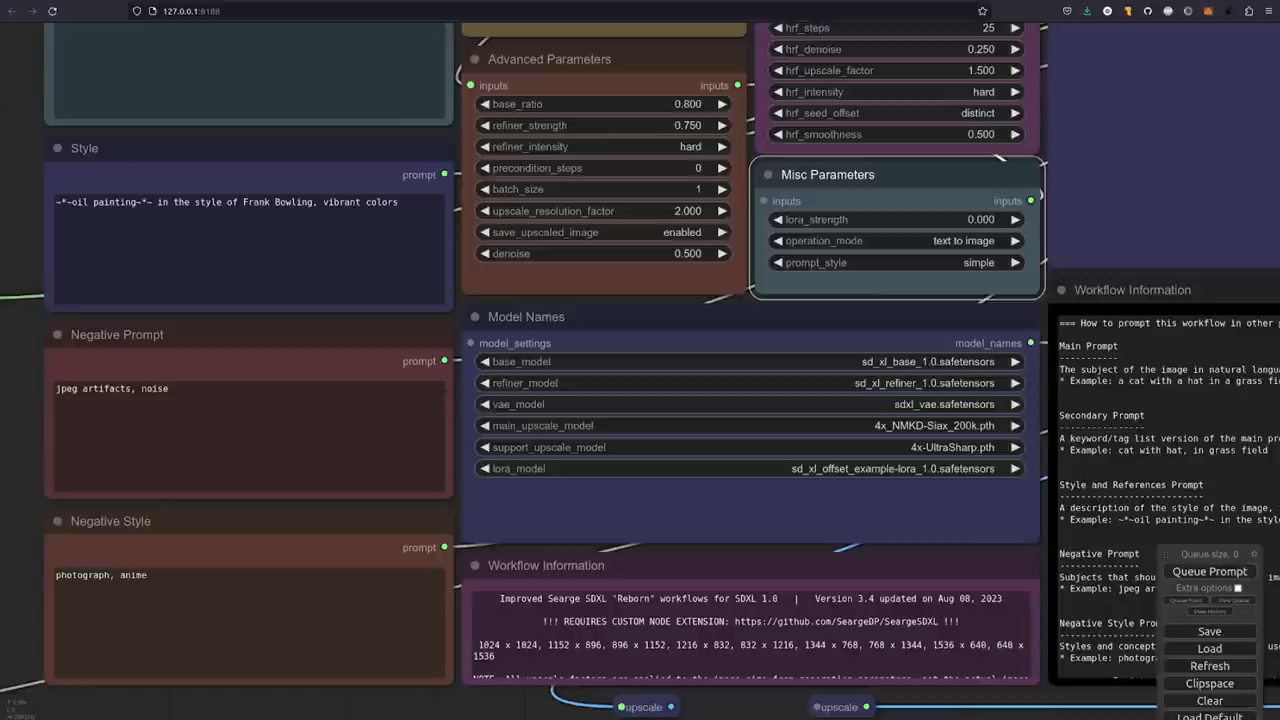 127.0.0.1:8188
Style
prompt
~*~oil painting~*~ in the style of Frank Bowling, vibrant colors
Negative Prompt
prompt
jpeg artifacts, noise
Negative Style
prompt
photograph, anime
Advanced Parameters
inputs inputs
base_ratio 0.800
refiner_strength 0.750
refiner_intensity hard
precondition_steps 0
batch_size 1
upscale_resolution_factor 2.000
save_upscaled_image enabled
denoise 0.500
hrf_steps 25
hrf_denoise 0.250
hrf_upscale_factor 1.500
hrf_intensity hard
hrf_seed_offset distinct
hrf_smoothness 0.500
Misc Parameters
inputs inputs
lora_strength 0.000
operation_mode text to image
prompt_style simple
Model Names
model_settings model_names
base_model sd_xl_base_1.0.safetensors
refiner_model sd_xl_refiner_1.0.safetensors
vae_model sdxl_vae.safetensors
main_upscale_model 4x_NMKD-Siax_200k.pth
support_upscale_model 4x-UltraSharp.pth
lora_model sd_xl_offset_example-lora_1.0.safetensors
Workflow Information
Improved Searge SDXL "Reborn" workflows for SDXL 1.0 | Version 3.4 updated on Aug 08, 2023
!!! REQUIRES CUSTOM NODE EXTENSION: https://github.com/SeargeDP/SeargeSDXL !!!
1024 x 1024, 1152 x 896, 896 x 1152, 1216 x 832, 832 x 1216, 1344 x 768, 768 x 1344, 1536 x 640, 640 x
1536
upscale upscale
Workflow Information
=== How to prompt this workflow in other
Main Prompt
-----------
The subject of the image in natural
* Example: a cat with a hat in a grass
Secondary Prompt
----------------
A keyword/tag list version of the main
* Example: cat with hat, in grass field
Style and References Prompt
---------------------------
A description of the style of the image,
* Example: ~*~oil painting~*~ in the
Negative Prompt
---------------
Subjects that
* Example: jpeg
Negative Style
Styles and
* Example:
Queue size: 0
Queue Prompt
Extra options
Queue Front View Queue
View History
Save
Load
Refresh
Clipspace
Clear
Load Default